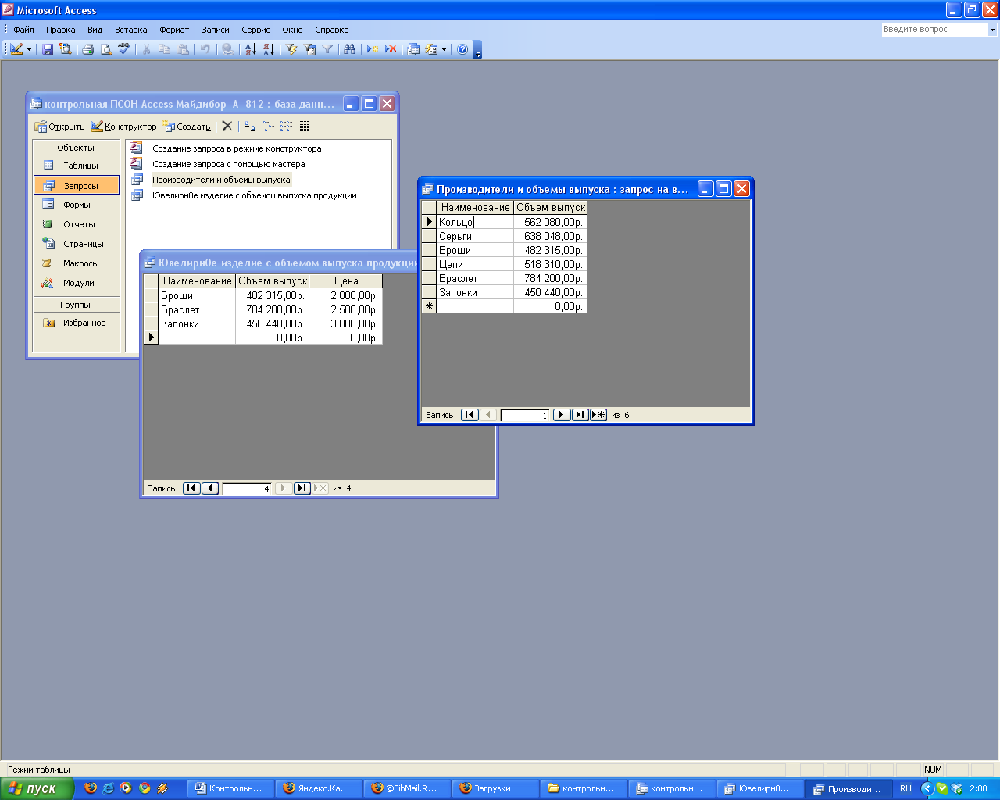 Microsoft Access
Файл Правка Вид Вставка Формат Записи Сервис Окно Справка
Введите вопрос
контрольная ПСОН Access Майдибор_А_812 : база данн...
Открыть Конструктор Создать
Объекты
Таблицы
Запросы
Формы
Отчеты
Страницы
Макросы
Модули
Группы
Избранное
Создание запроса в режиме конструктора
Создание запроса с помощью мастера
Производители и объемы выпуска
Ювелирн0е изделие с объемом выпуска продукции
Ювелирн0е изделие с объемом выпуска продукции
Наименование Объем выпуск Цена
Броши 482 315,00р. 2 000,00р.
Браслет 784 200,00р. 2 500,00р.
Запонки 450 440,00р. 3 000,00р.
0,00р. 0,00р.
Запись: 4 из 4
Производители и объемы выпуска : запрос на в...
Наименование Объем выпуск
Кольцо 562 080,00р.
Серьги 638 048,00р.
Броши 482 315,00р.
Цепи 518 310,00р.
Браслет 784 200,00р.
Запонки 450 440,00р.
0,00р.
Запись: 1 из 6
Режим таблицы
NUM
пуск
Контрольн...
Яндекс.Ка...
@SibMail.R...
Загрузки
контрольн...
контрольн...
Ювелирн0...
Производи...
RU
2:00